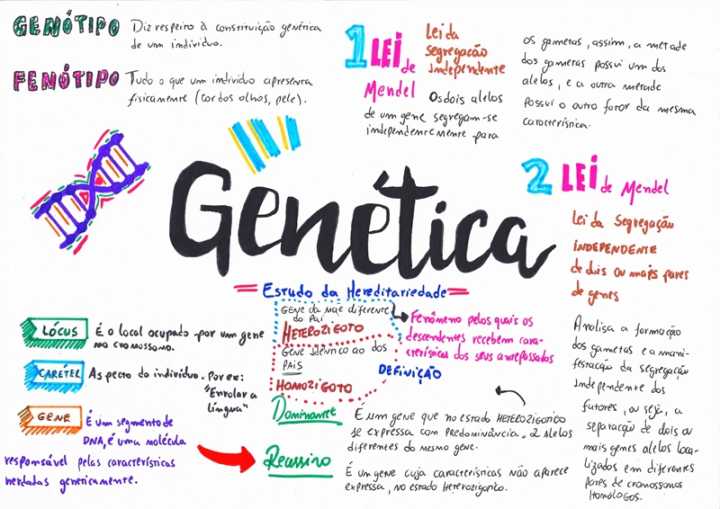 GENÓTIPO Diz respeito à constituição genética
de um indivíduo.
FENÓTIPO Tudo o que um indivíduo apresenta
fisicamente (cor dos olhos, pele).
1 LEI de Mendel
Lei da
segregação
Independente
Os dois alelos
de um gene segregam-se
independentemente para
os gametas, assim, a metade
dos gametas possui um dos
alelos, e a outra metade
possui o outro fator da mesma
característica.
Genética
Estudo da Hereditariedade
2 LEI de Mendel
Lei da Segregação
INDEPENDENTE
de dois ou mais pares
de genes
Analisa a formação
dos gametas e a mani-
festação da segregação
Independente dos
fatores, ou seja, a
separação de dois ou
mais genes alelos loca-
lizados em diferentes
pares de cromossomos
Homólogos.
LÓCUS É o local ocupado por um gene
no cromossomo.
CARÁTER Aspecto do indivíduo. Por ex:
"Enrolar a
língua"
GENE É um segmento de
DNA, é uma molécula
responsável pelas características
herdadas geneticamente.
GENE da mãe diferente
do Pai
HETEROZIGOTO
GENE idêntico ao dos
PAIS
HOMOZIGOTO
Fenômeno pelos quais os
descendentes recebem cara-
cterísticas dos seus antepassados
DEFINIÇÃO
Dominante É um gene que no estado HETEROZIGÓTICO
se expressa com predominância. 2 alelos
diferentes do mesmo gene.
Recessivo É um gene cuja características não aparece
expressa, no estado Heterozigótico.